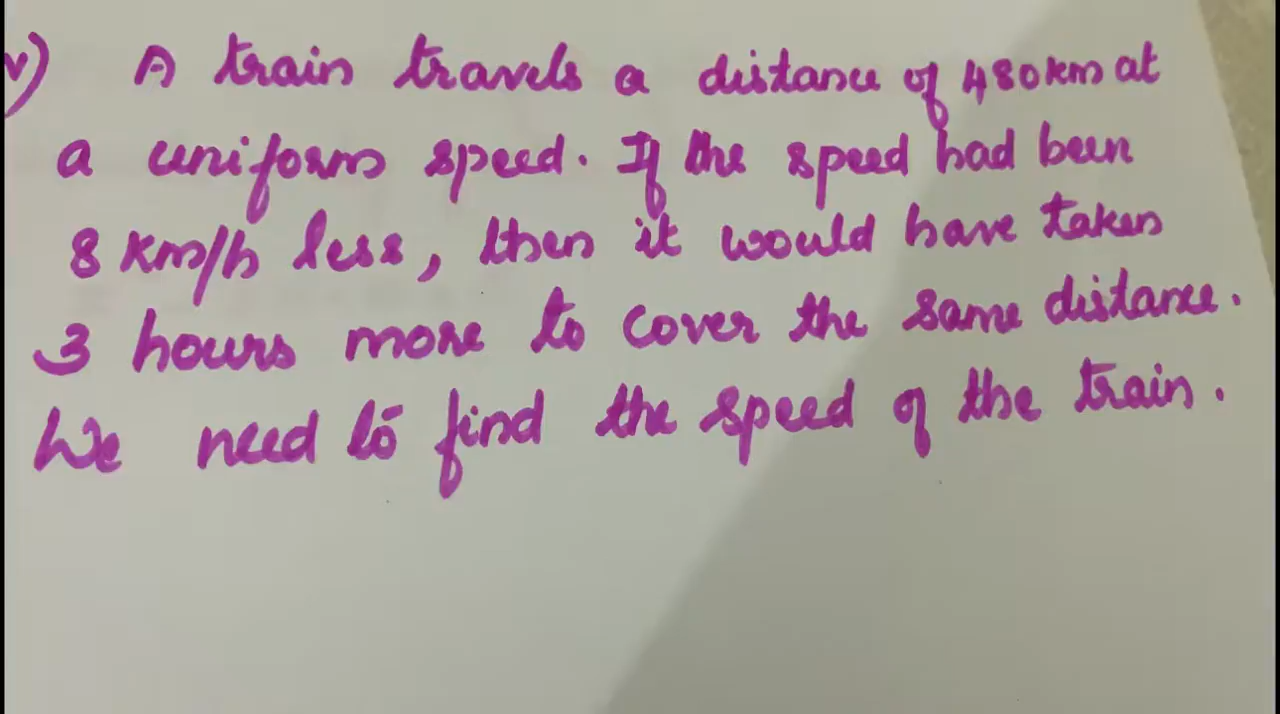 v) A train travels a distance of 480km at
a uniform speed. If the speed had been
8 km/h less, then it would have taken
3 hours more to cover the same distance.
We need to find the speed of the train.